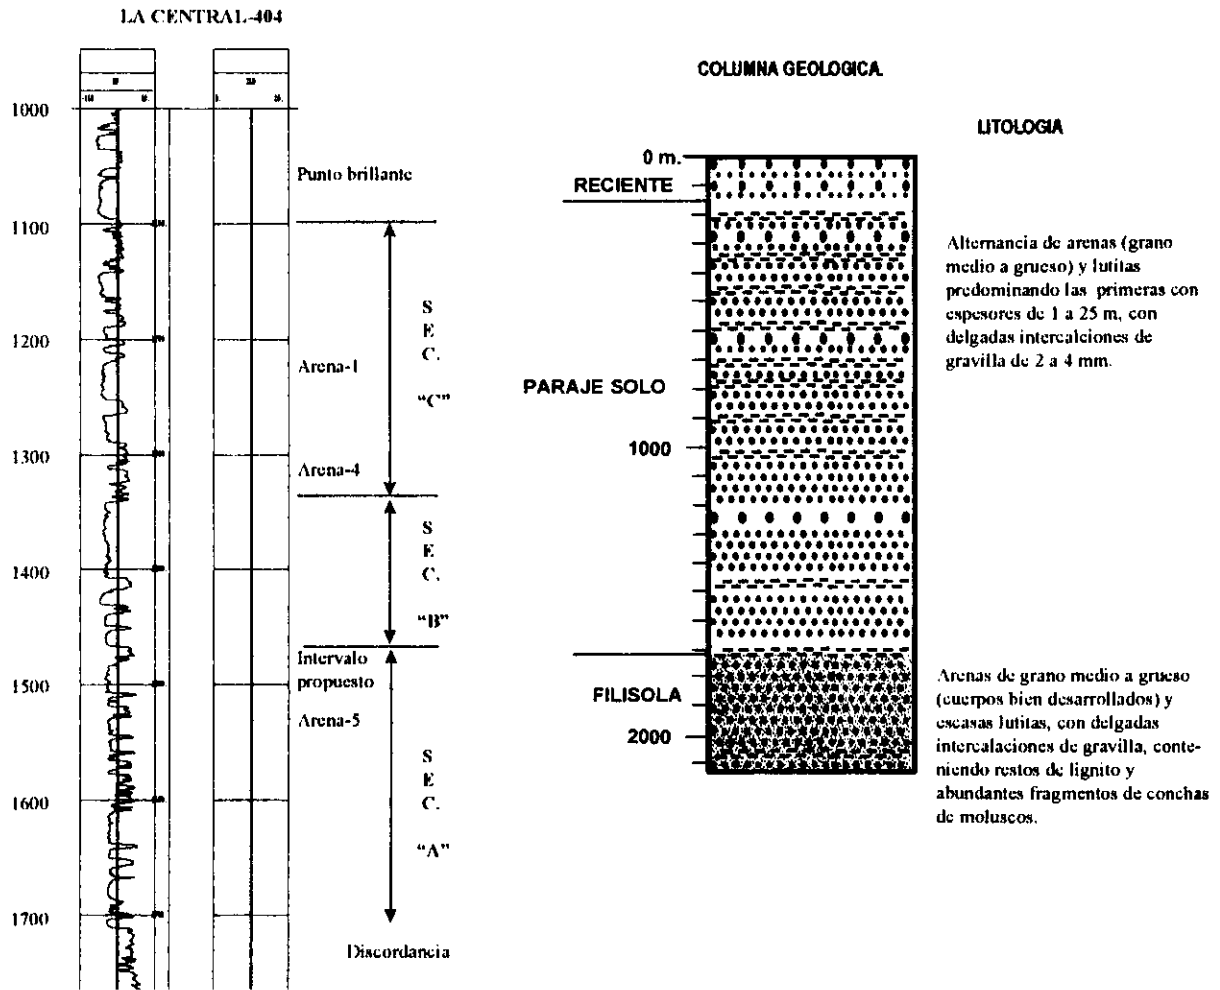 LA CENTRAL-404
1000
1100
1200
1300
1400
1500
1600
1700
Punto brillante
Arena-1
Arena-4
Intervalo
propuesto
Arena-5
Discordancia
S
E
C.
“C”
S
E
C.
“B”
S
E
C.
“A”
COLUMNA GEOLOGICA.
LITOLOGIA
0 m.
RECIENTE
PARAJE SOLO
1000
FILISOLA
2000
Alternancia de arenas (grano
medio a grueso) y lutitas
predominando las primeras con
espesores de 1 a 25 m, con
delgadas intercalciones de
gravilla de 2 a 4 mm.
Arenas de grano medio a grueso
(cuerpos bien desarrollados) y
escasas lutitas, con delgadas
intercalaciones de gravilla, conte-
niendo restos de lignito y
abundantes fragmentos de conchas
de moluscos.